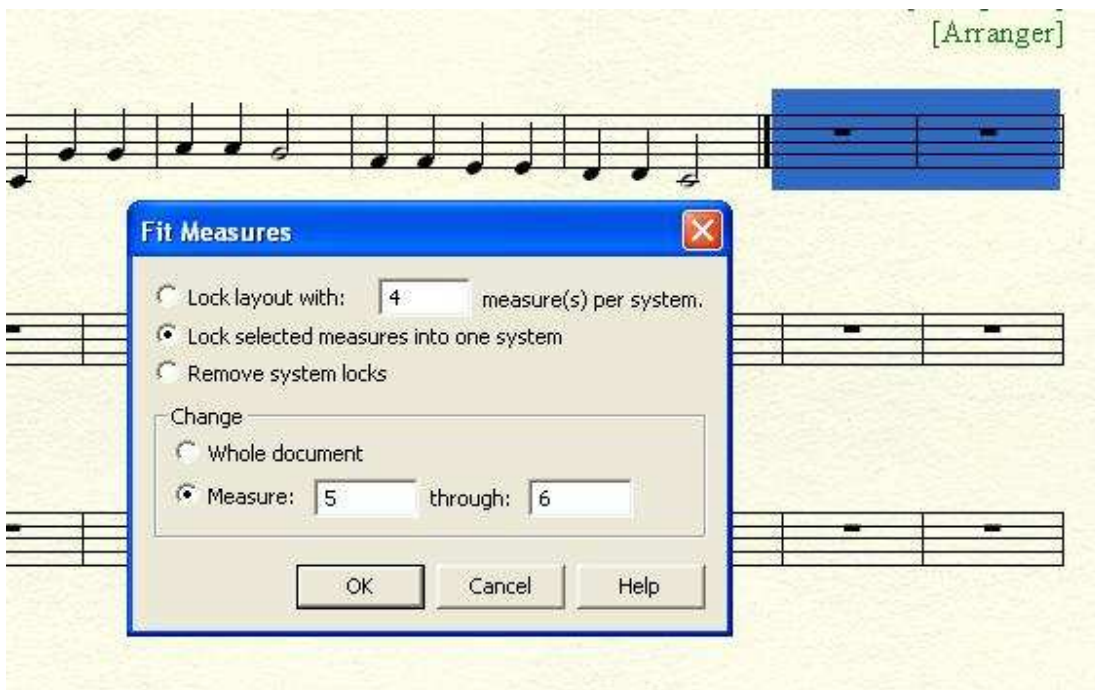 [Arranger]
Fit Measures
Lock layout with: 4 measure(s) per system.
Lock selected measures into one system
Remove system locks
Change
Whole document
Measure: 5 through: 6
OK Cancel Help